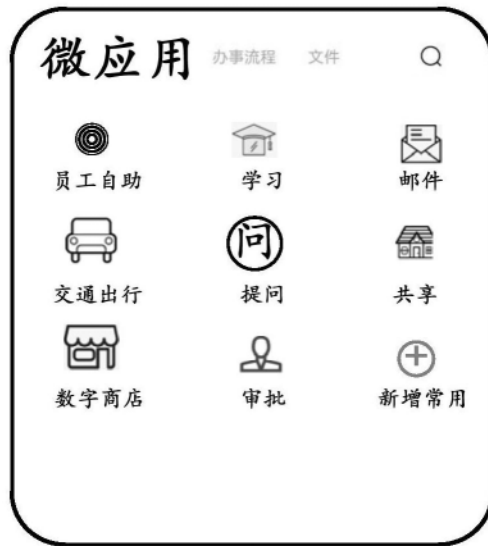 微应用 办事流程 文件
员工自助 学习 邮件
问
交通出行 提问 共享
数字商店 审批 新增常用